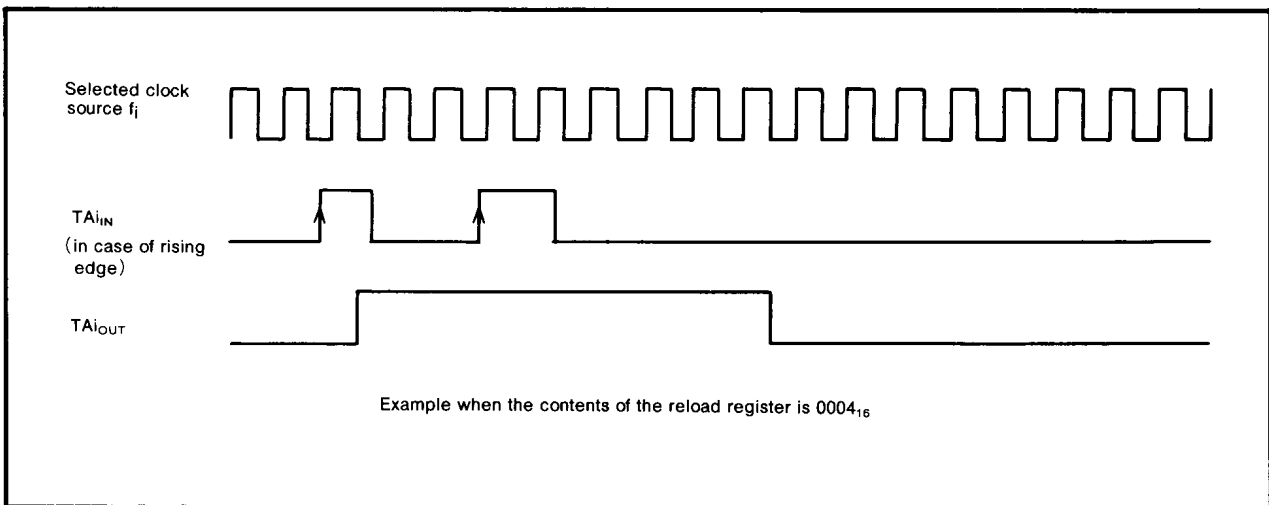 Selected clock
source fi
TAiIN
(in case of rising
edge)
TAiOUT
Example when the contents of the reload register is 0004₁₆